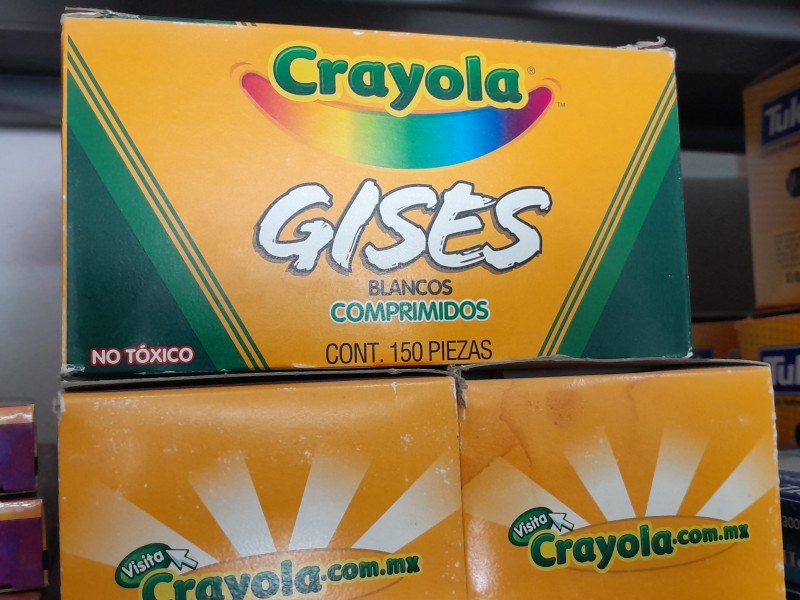 Crayola
GISES
BLANCOS
COMPRIMIDOS
NO TÓXICO
CONT. 150 PIEZAS
Visita
Crayola.com.mx
Visita
Crayola.com.mx